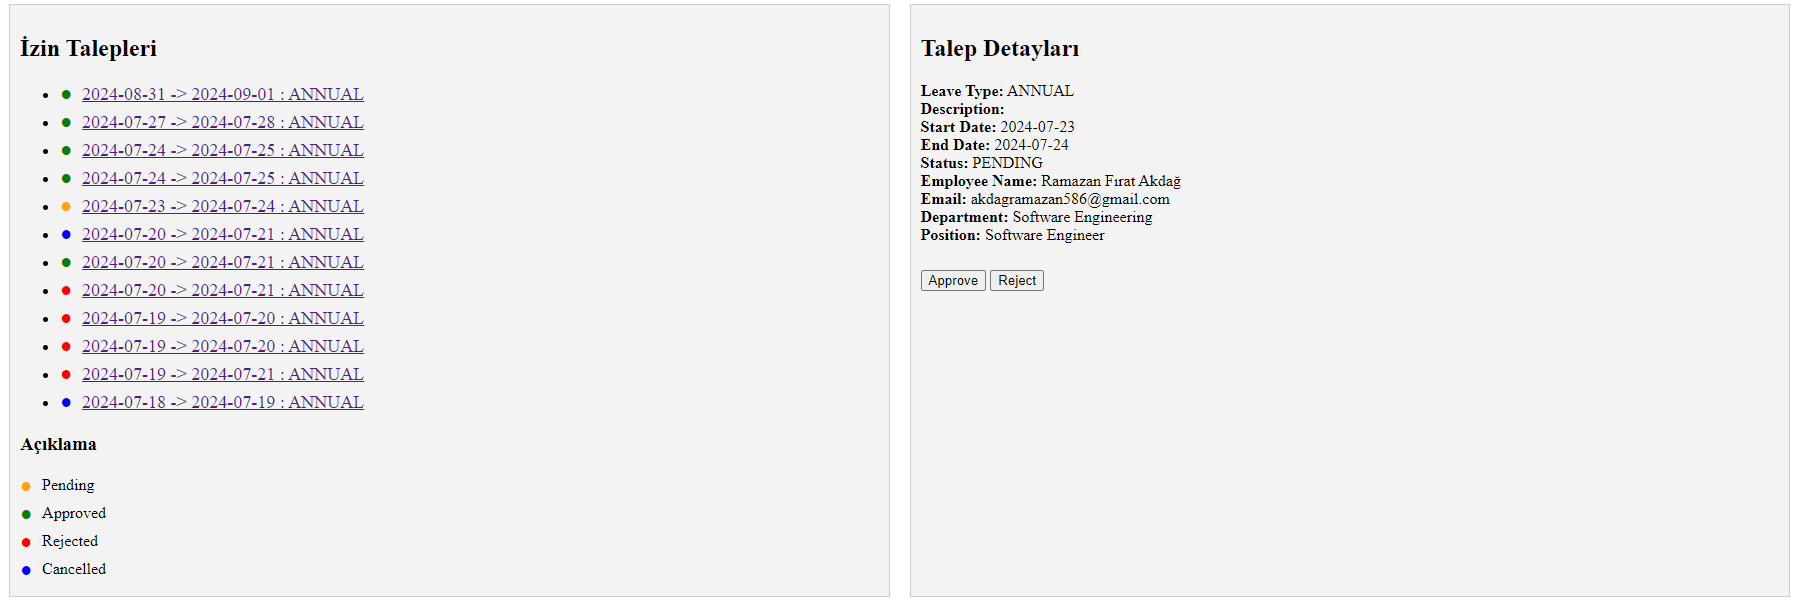 İzin Talepleri
2024-08-31 -> 2024-09-01 : ANNUAL
2024-07-27 -> 2024-07-28 : ANNUAL
2024-07-24 -> 2024-07-25 : ANNUAL
2024-07-24 -> 2024-07-25 : ANNUAL
2024-07-23 -> 2024-07-24 : ANNUAL
2024-07-20 -> 2024-07-21 : ANNUAL
2024-07-20 -> 2024-07-21 : ANNUAL
2024-07-20 -> 2024-07-21 : ANNUAL
2024-07-19 -> 2024-07-20 : ANNUAL
2024-07-19 -> 2024-07-20 : ANNUAL
2024-07-19 -> 2024-07-21 : ANNUAL
2024-07-18 -> 2024-07-19 : ANNUAL
Açıklama
Pending
Approved
Rejected
Cancelled
Talep Detayları
Leave Type: ANNUAL
Description:
Start Date: 2024-07-23
End Date: 2024-07-24
Status: PENDING
Employee Name: Ramazan Fırat Akdağ
Email: akdagramazan586@gmail.com
Department: Software Engineering
Position: Software Engineer
Approve Reject